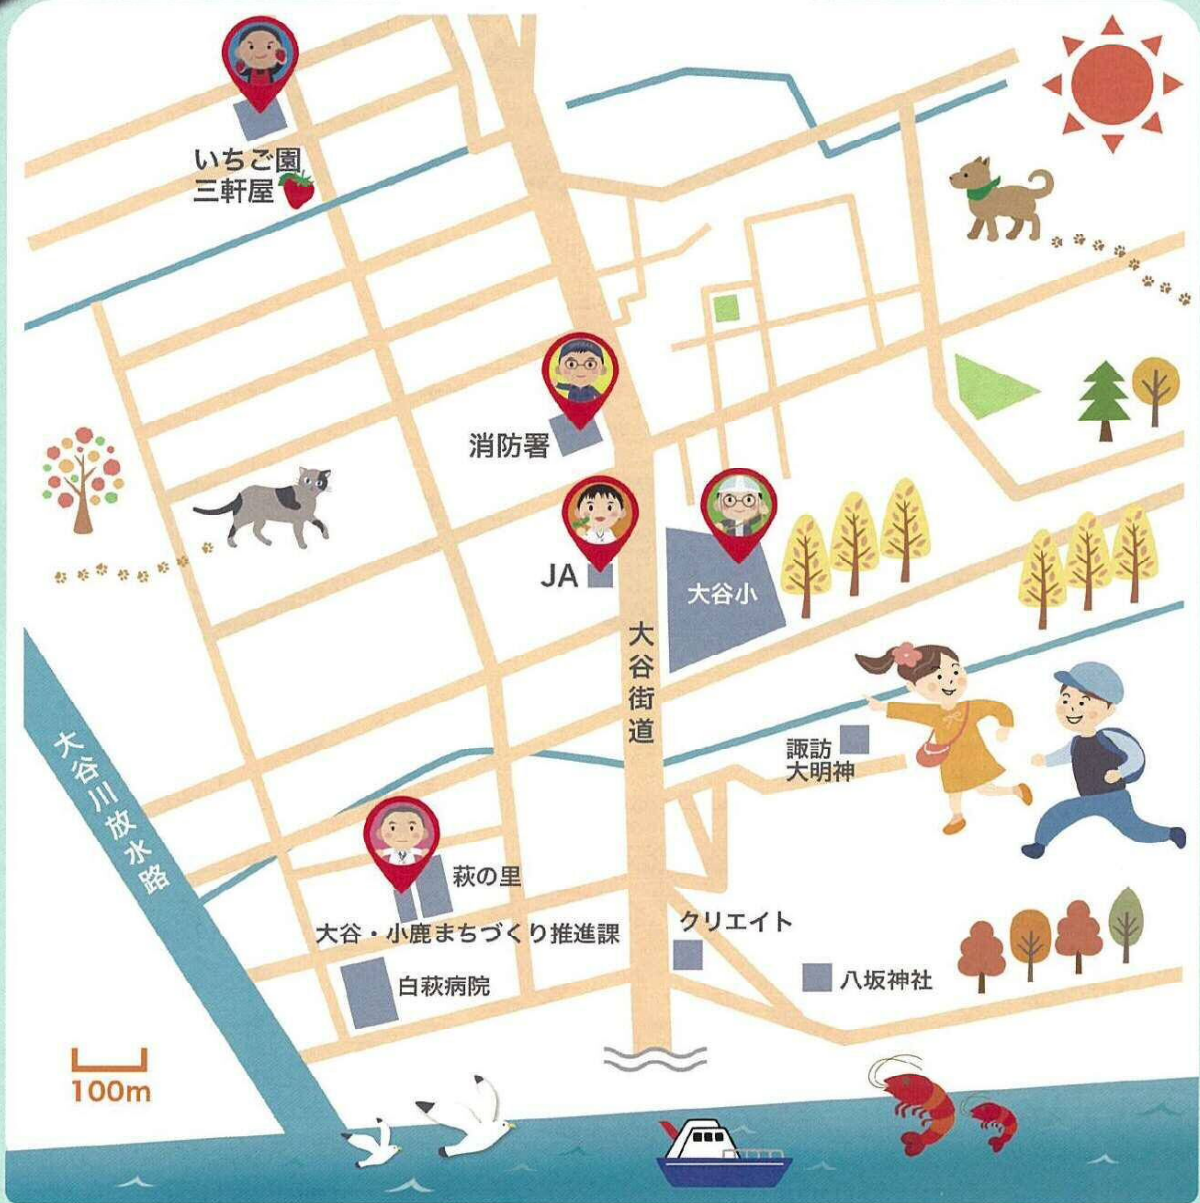 いちご園
三軒屋
消防署
JA
大谷小
大谷街道
諏訪
大明神
大谷川放水路
萩の里
大谷・小鹿まちづくり推進課
クリエイト
白萩病院
八坂神社
100m